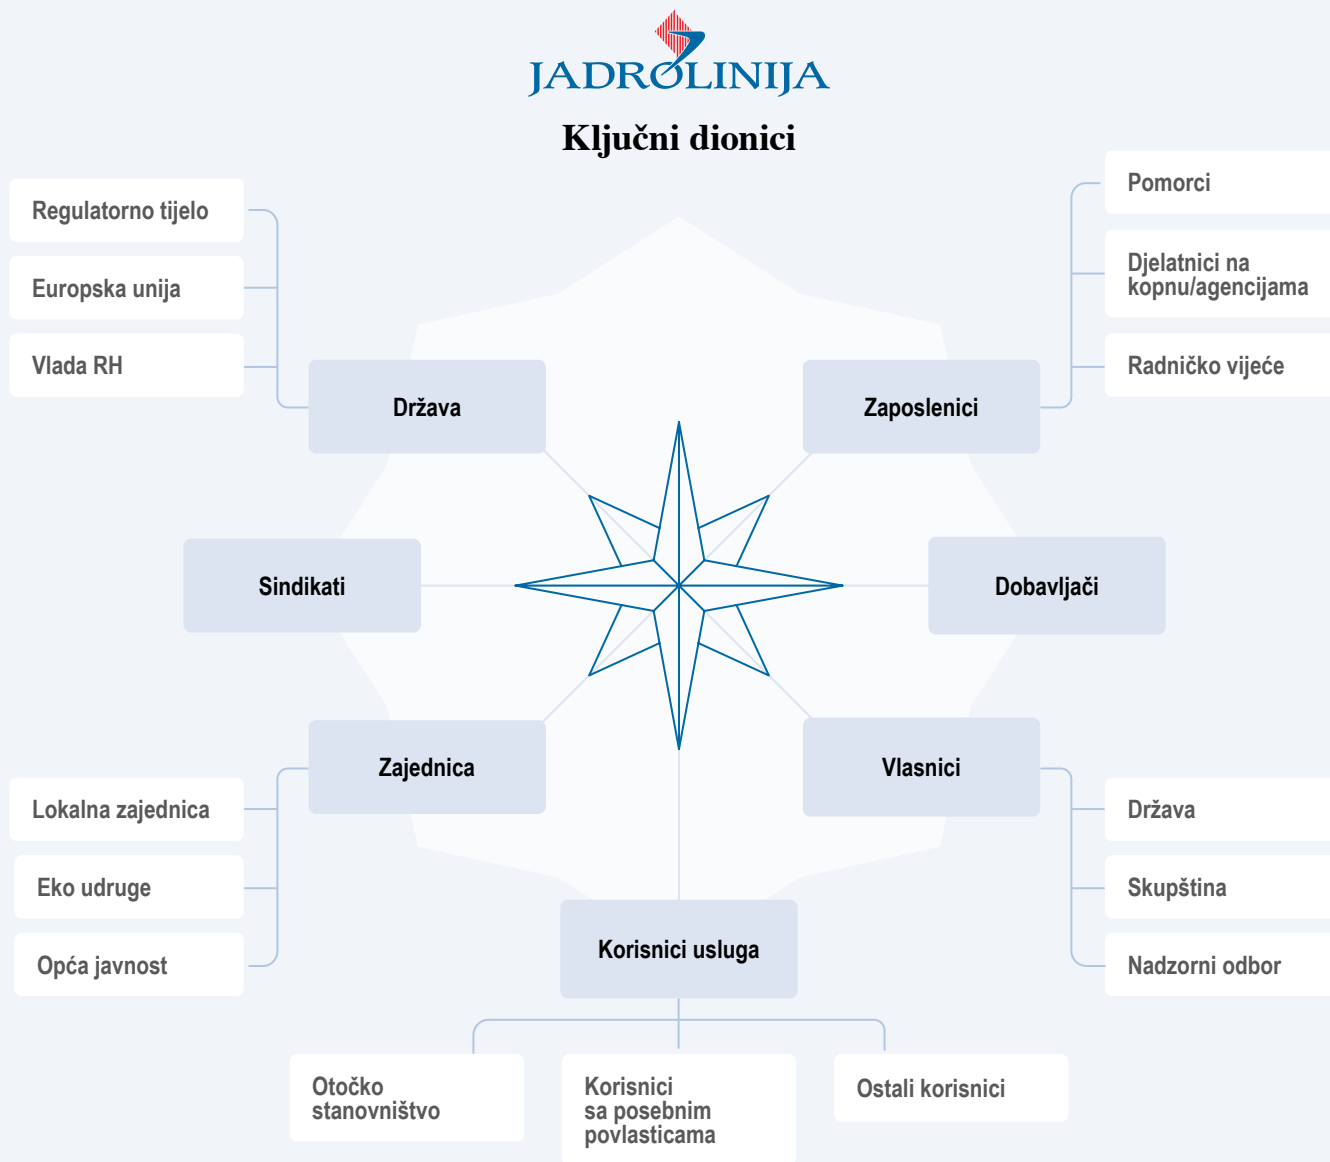 JADROLINIJA
Ključni dionici
Regulatorno tijelo
Europska unija
Vlada RH
Država
Pomorci
Djelatnici na
kopnu/agencijama
Radničko vijeće
Zaposlenici
Sindikati
Dobavljači
Zajednica
Lokalna zajednica
Eko udruge
Opća javnost
Vlasnici
Država
Skupština
Nadzorni odbor
Korisnici usluga
Otočko
stanovništvo
Korisnici
sa posebnim
povlasticama
Ostali korisnici